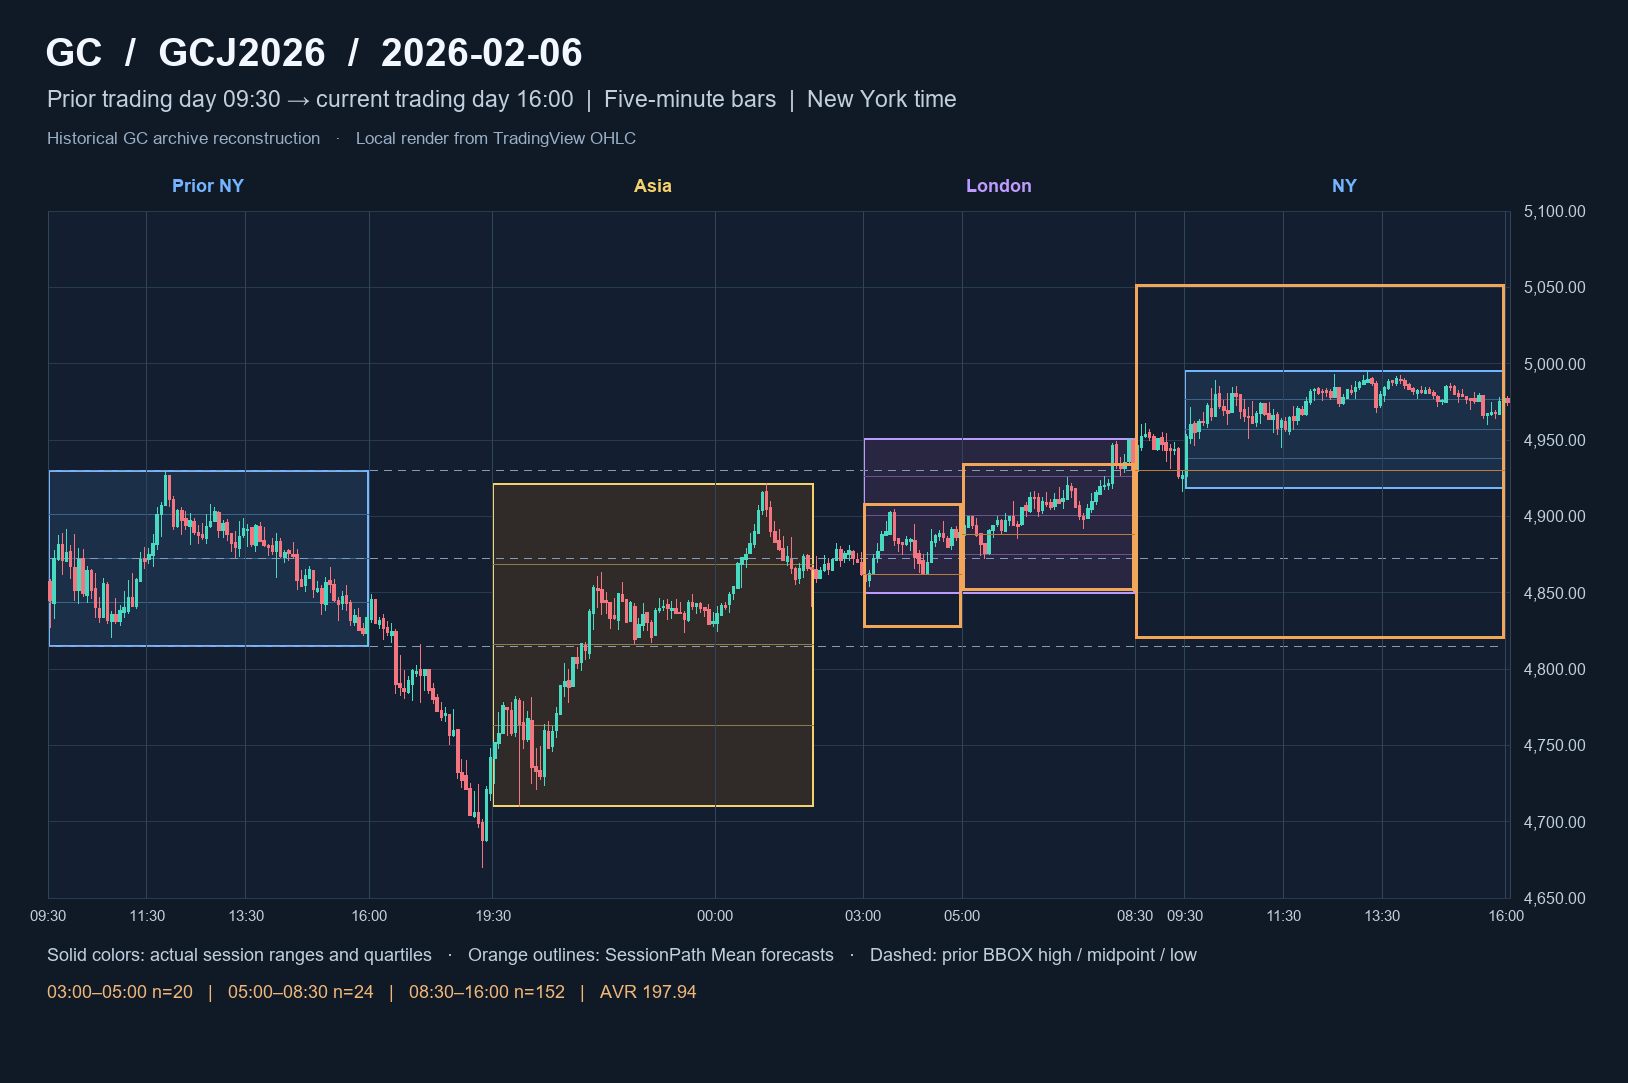 GC / GCJ2026 / 2026-02-06
Prior trading day 09:30 → current trading day 16:00 | Five-minute bars | New York time
Historical GC archive reconstruction · Local render from TradingView OHLC
Prior NY Asia London NY
5,100.00
5,050.00
5,000.00
4,950.00
4,900.00
4,850.00
4,800.00
4,750.00
4,700.00
4,650.00
09:30 11:30 13:30 16:00 19:30 00:00 03:00 05:00 08:30 09:30 11:30 13:30 16:00
Solid colors: actual session ranges and quartiles · Orange outlines: SessionPath Mean forecasts · Dashed: prior BBOX high / midpoint / low
03:00–05:00 n=20 | 05:00–08:30 n=24 | 08:30–16:00 n=152 | AVR 197.94